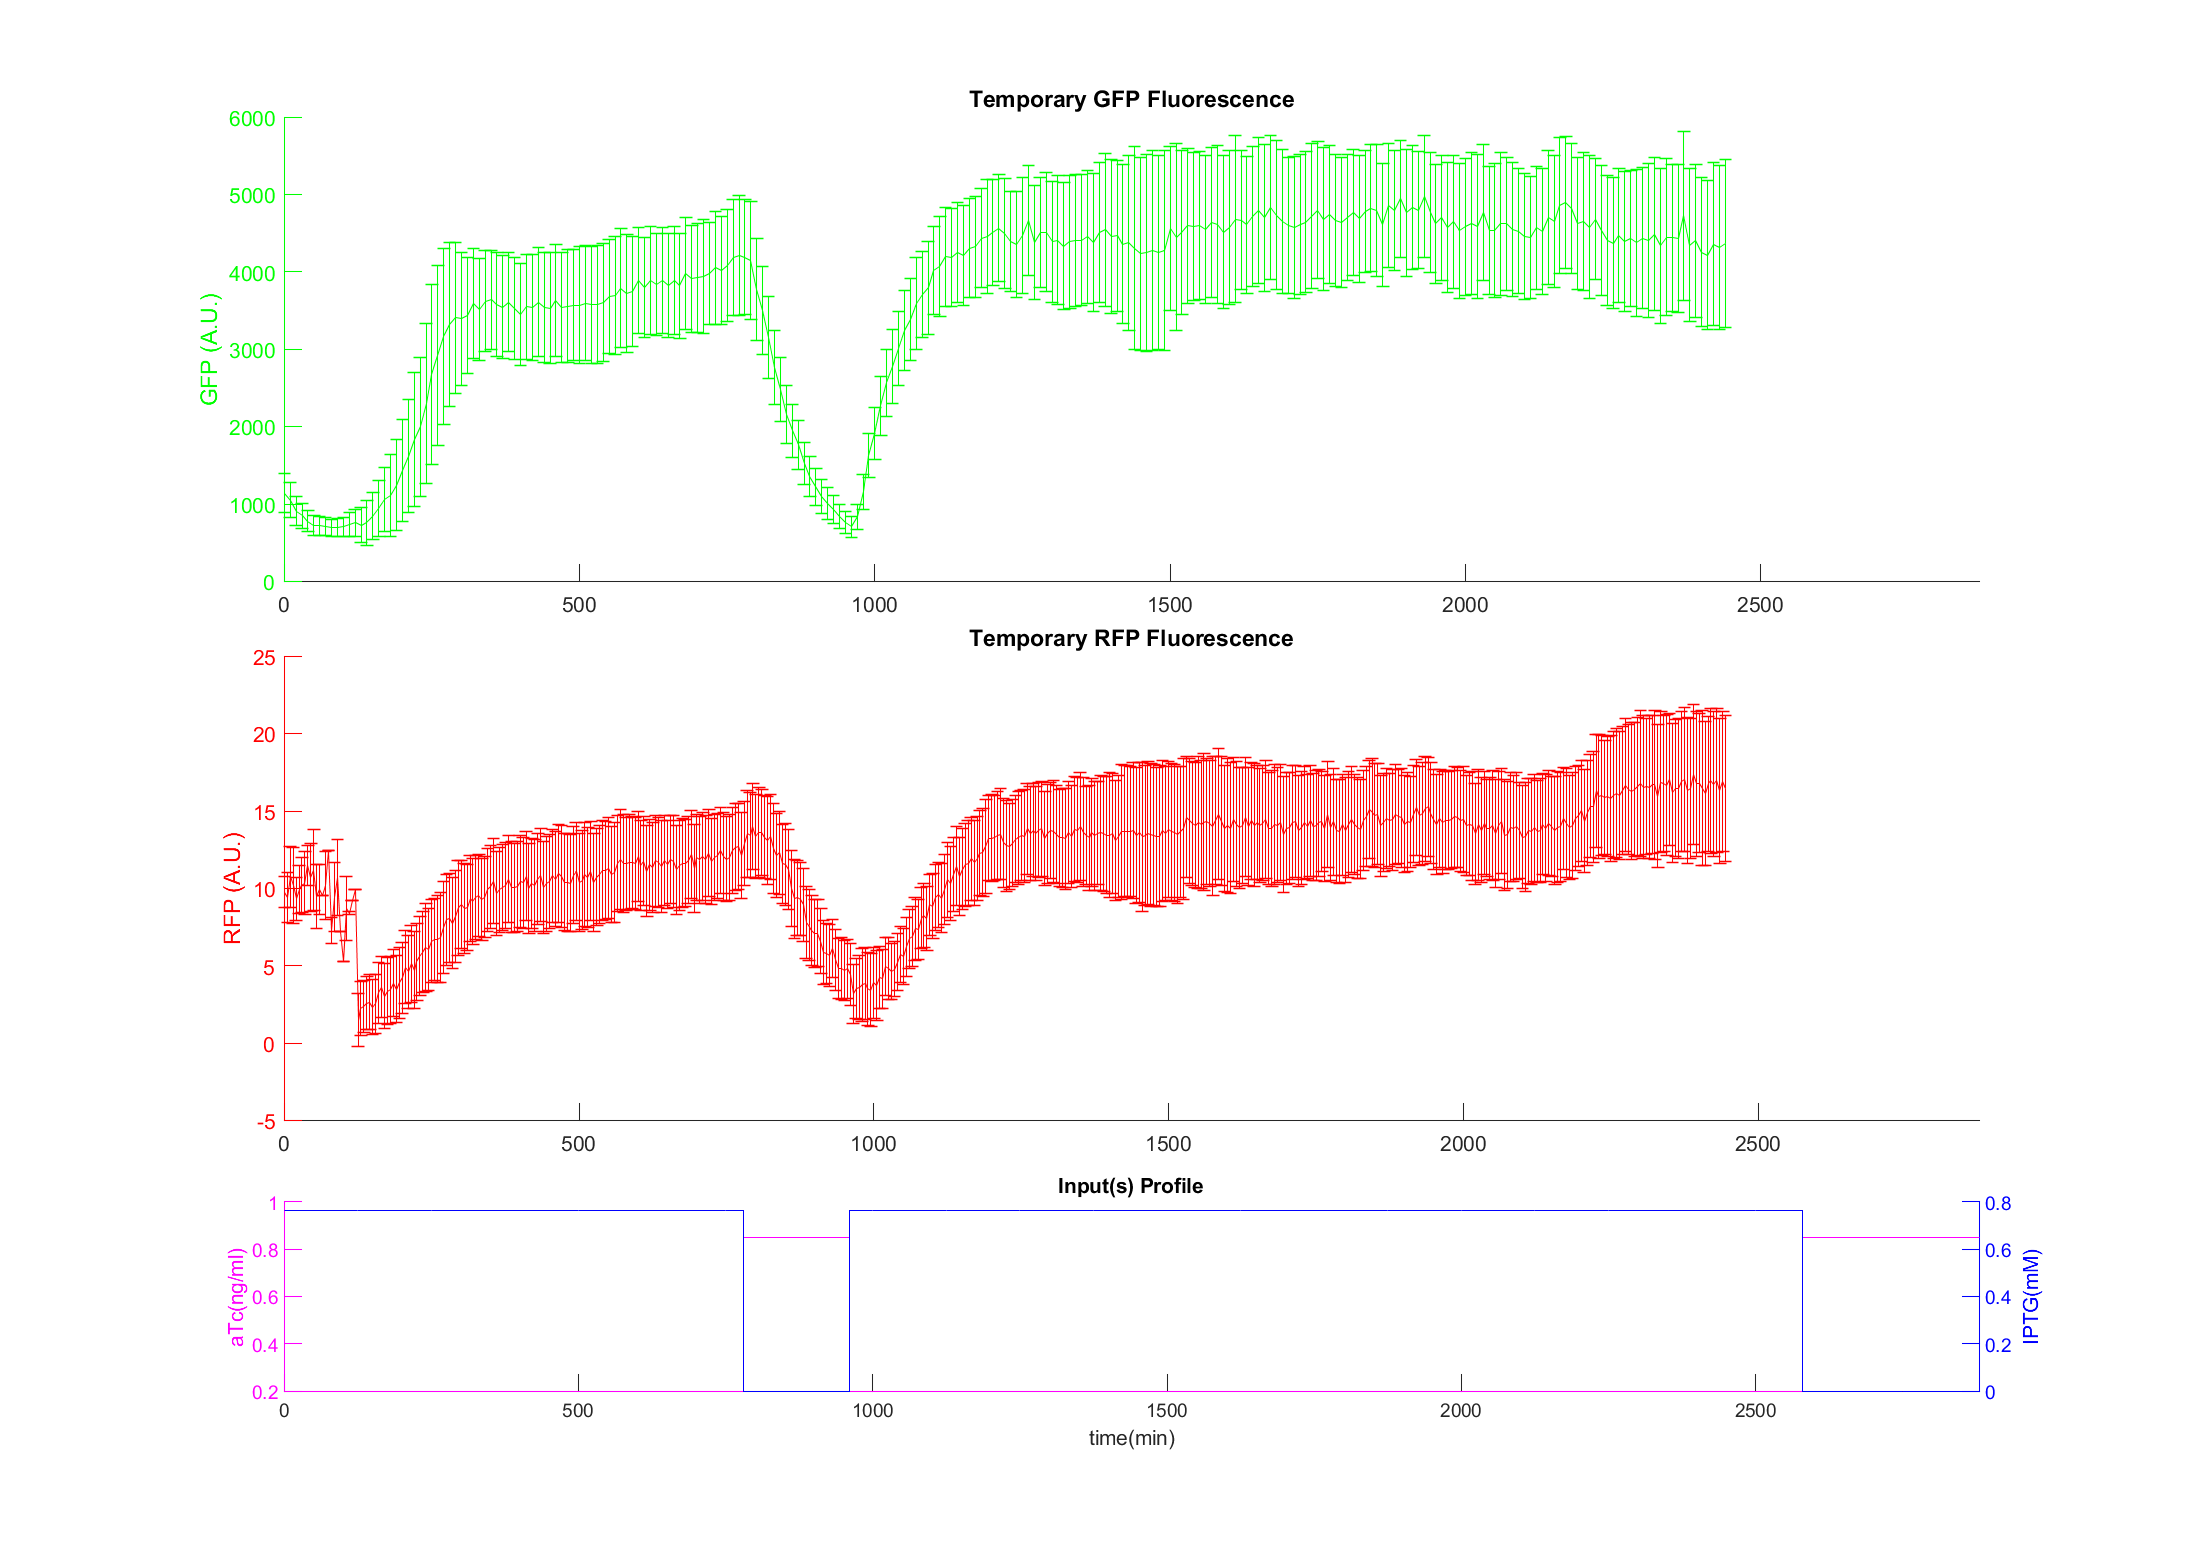 Temporary GFP Fluorescence
6000
5000
4000
3000
2000
1000
0
GFP (A.U.)
0 500 1000 1500 2000 2500
Temporary RFP Fluorescence
25
20
15
10
5
0
-5
RFP (A.U.)
0 500 1000 1500 2000 2500
Input(s) Profile
1
0.8
0.6
0.4
0.2
aTc(ng/ml)
0.8
0.6
0.4
0.2
0
IPTG(mM)
0 500 1000 1500 2000 2500
time(min)